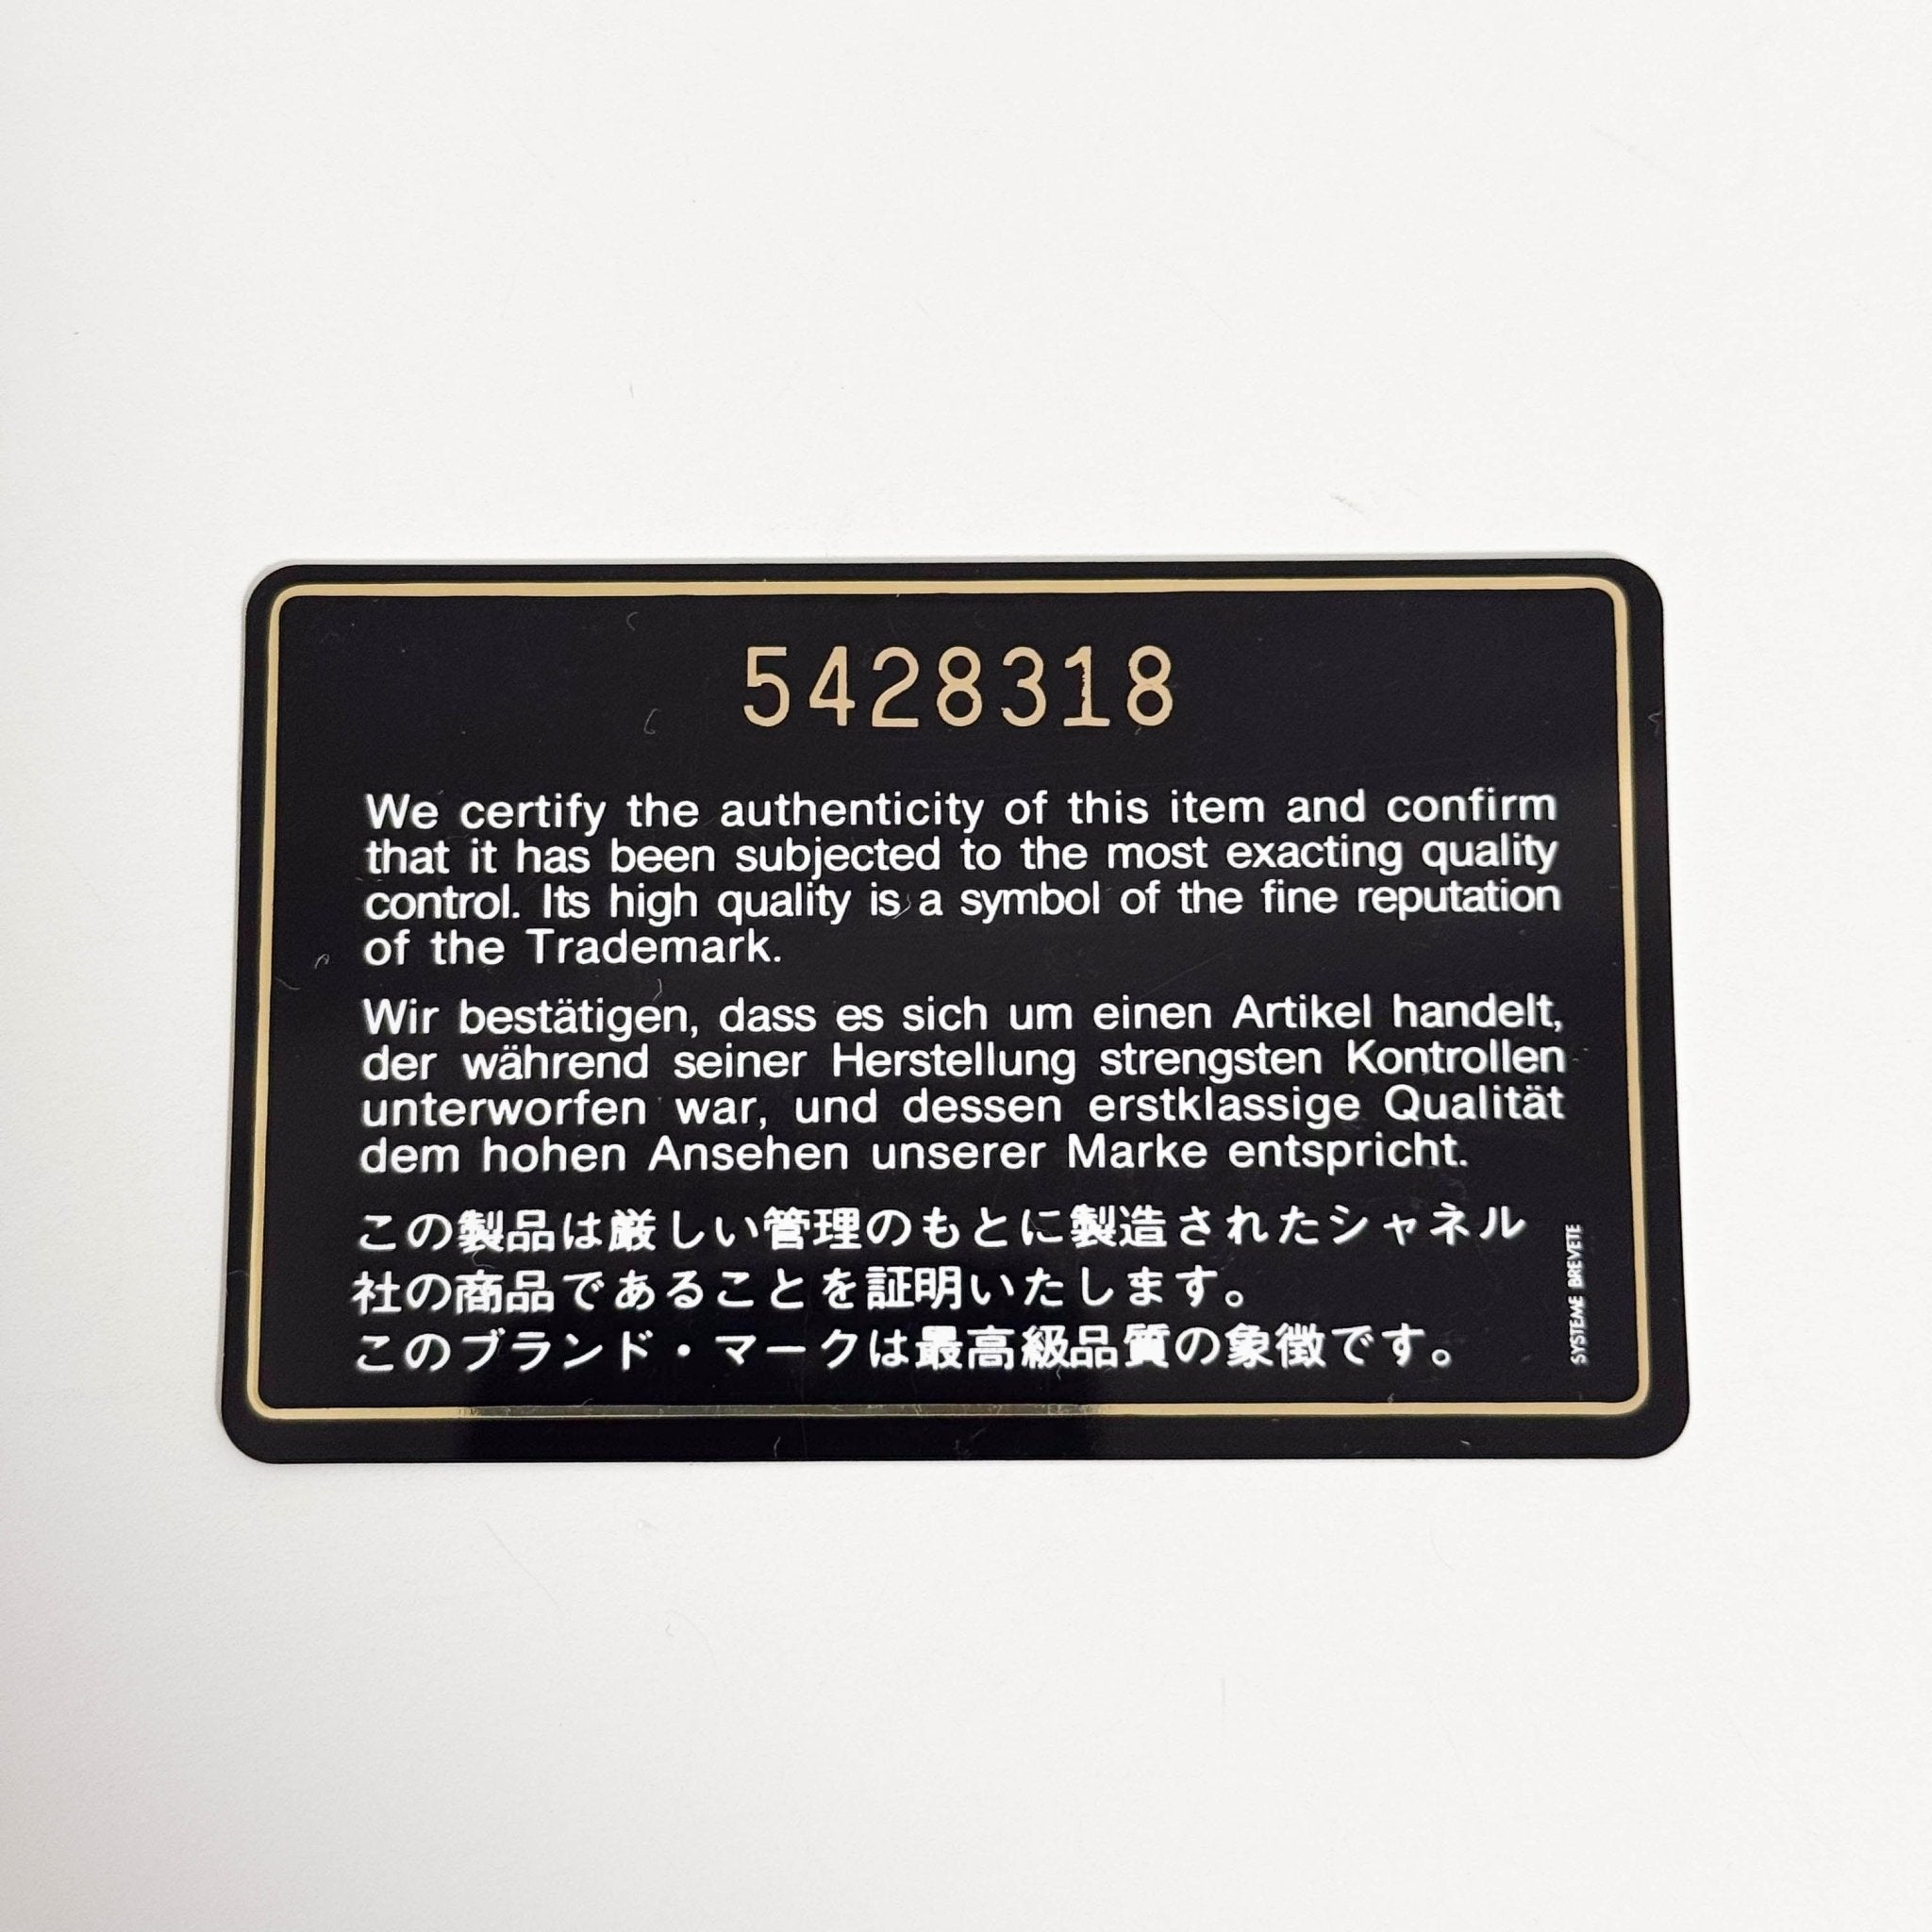 5428318
We certify the authenticity of this item and confirm
that it has been subjected to the most exacting quality
control. Its high quality is a symbol of the fine reputation
of the Trademark.
Wir bestätigen, dass es sich um einen Artikel handelt,
der während seiner Herstellung strengsten Kontrollen
unterworfen war, und dessen erstklassige Qualität
dem hohen Ansehen unserer Marke entspricht.
この製品は厳しい管理のもとに製造されたシャネル
社の商品であることを証明いたします。
このブランド・マークは最高級品質の象徴です。
SYSTEME BREVETE